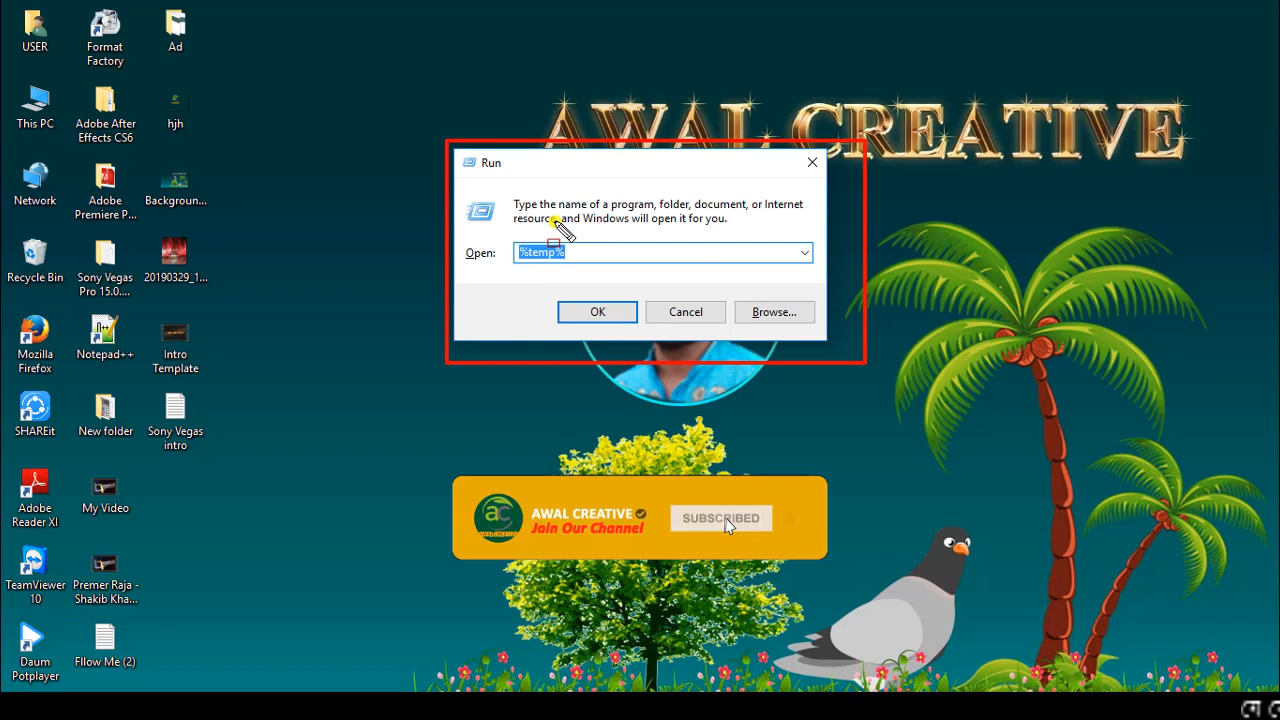 USER
Format
Factory
Ad
This PC
Adobe After
Effects CS6
hjh
Network
Adobe
Premiere P...
Backgroun...
Recycle Bin
Sony Vegas
Pro 15.0....
20190329_1...
Mozilla
Firefox
Notepad++
Intro
Template
SHAREit
New folder
Sony Vegas
intro
Adobe
Reader XI
My Video
TeamViewer
10
Premer Raja -
Shakib Kha...
Daum
Potplayer
Fllow Me (2)
AWAL CREATIVE
Run
Type the name of a program, folder, document, or Internet
resource, and Windows will open it for you.
Open:
%temp%
OK
Cancel
Browse...
ac
AWAL CREATIVE
Join Our Channel
SUBSCRIBED